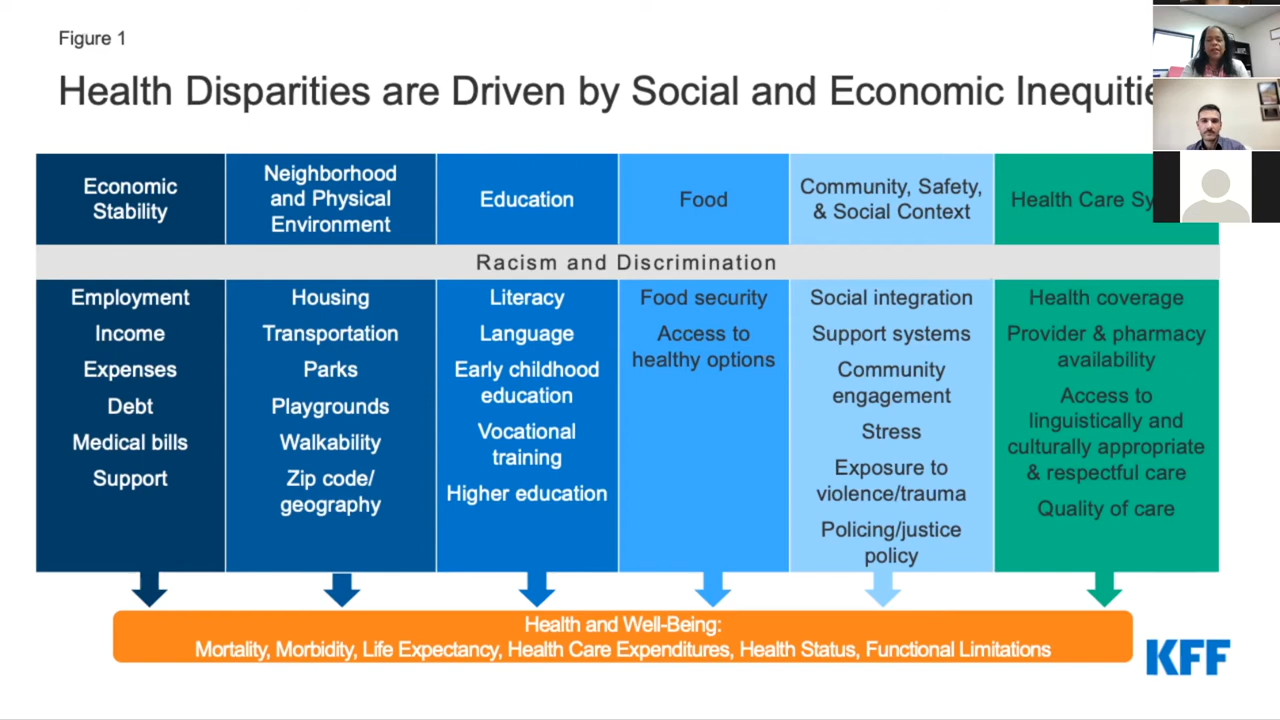 Figure 1
Health Disparities are Driven by Social and Economic
Economic
Stability
Neighborhood
and Physical
Environment
Education
Food
Community, Safety,
& Social Context
Health Care
Racism and Discrimination
Employment
Income
Expenses
Debt
Medical bills
Support
Housing
Transportation
Parks
Playgrounds
Walkability
Zip code/
geography
Literacy
Language
Early childhood
education
Vocational
training
Higher education
Food security
Access to
healthy options
Social integration
Support systems
Community
engagement
Stress
Exposure to
violence/trauma
Policing/justice
policy
Health coverage
Provider & pharmacy
availability
Access to
linguistically and
culturally appropriate
& respectful care
Quality of care
Health and Well-Being:
Mortality, Morbidity, Life Expectancy, Health Care Expenditures, Health Status, Functional Limitations
KFF